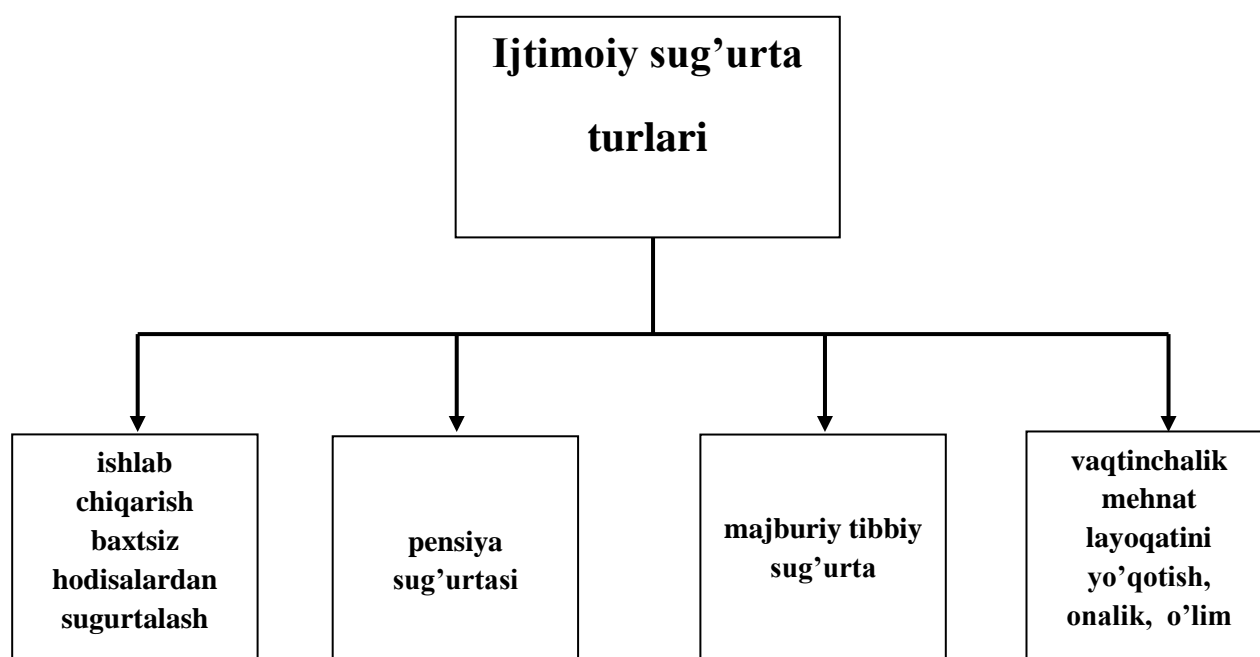 Ijtimoiy sug’urta
turlari
ishlab
chiqarish
baxtsiz
hodisalardan
sugurtalash
pensiya
sug’urtasi
majburiy tibbiy
sug’urta
vaqtinchalik
mehnat
layoqatini
yo’qotish,
onalik, o’lim